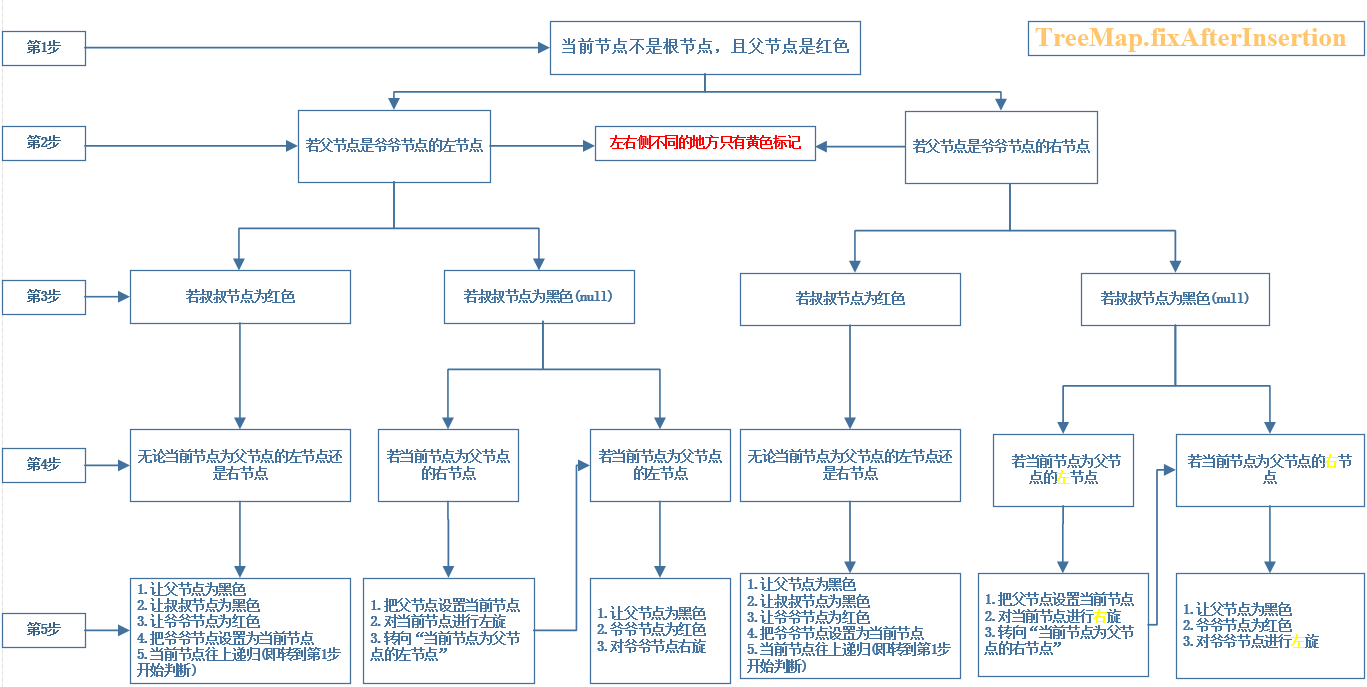 第1步
当前节点不是根节点，且父节点是红色
TreeMap.fixAfterInsertion
第2步
若父节点是爷爷节点的左节点
左右侧不同的地方只有黄色标记
若父节点是爷爷节点的右节点
第3步
若叔叔节点为红色
若叔叔节点为黑色(null)
若叔叔节点为红色
若叔叔节点为黑色(null)
第4步
无论当前节点为父节点的左节点还
是右节点
若当前节点为父节点
的右节点
若当前节点为父节点
的左节点
无论当前节点为父节点的左节点还
是右节点
若当前节点为父节
点的左节点
若当前节点为父节点的右节
点
第5步
1.让父节点为黑色
2.让叔叔节点为黑色
3.让爷爷节点为红色
4.把爷爷节点设置为当前节点
5.当前节点往上递归(即转到第1步
开始判断)
1.把父节点设置当前节点
2.对当前节点进行左旋
3.转向“当前节点为父节
点的左节点”
1.让父节点为黑色
2.爷爷节点为红色
3.对爷爷节点右旋
1.让父节点为黑色
2.让叔叔节点为黑色
3.让爷爷节点为红色
4.把爷爷节点设置为当前节点
5.当前节点往上递归(即转到第1步
开始判断)
1.把父节点设置当前节点
2.对当前节点进行右旋
3.转向“当前节点为父节
点的右节点”
1.让父节点为黑色
2.爷爷节点为红色
3.对爷爷节点进行左旋